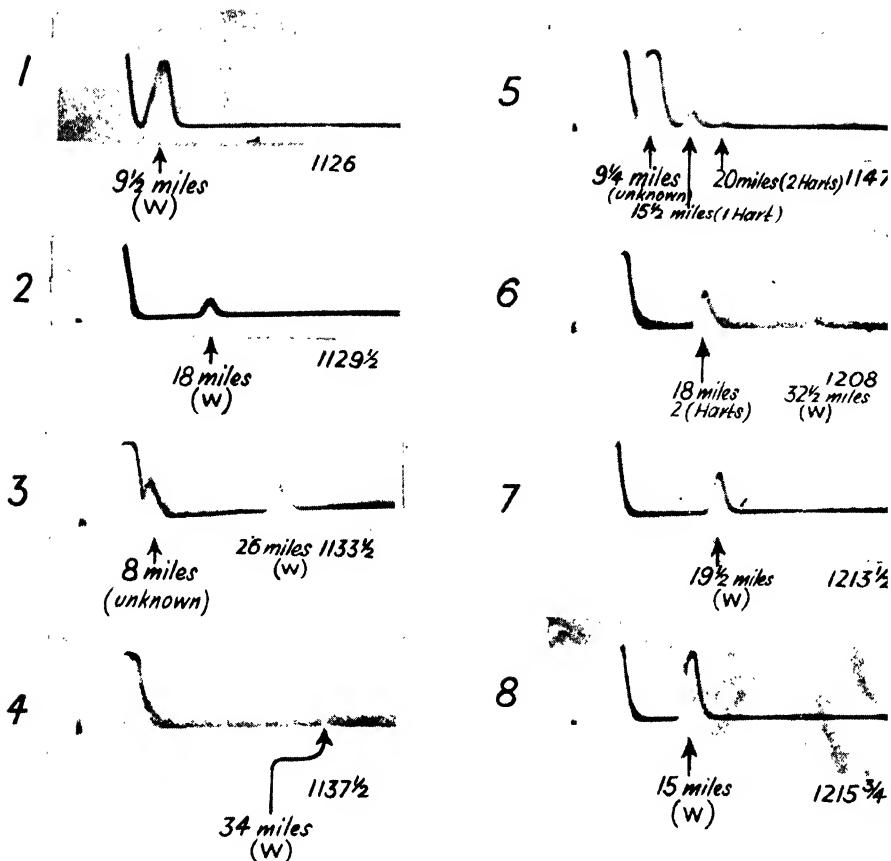 1
1126
9½ miles
(W)
2
1129½
18 miles
(W)
3
26 miles 1133½
(W)
8 miles
(unknown)
4
1137½
34 miles
(W)
5
9¼ miles 20 miles (2 Harts) 1147
(unknown)
15½ miles (1 Hart)
6
1208
18 miles 32½ miles
2 (Harts) (W)
7
19½ miles 1213½
(W)
8
15 miles 1215¾
(W)